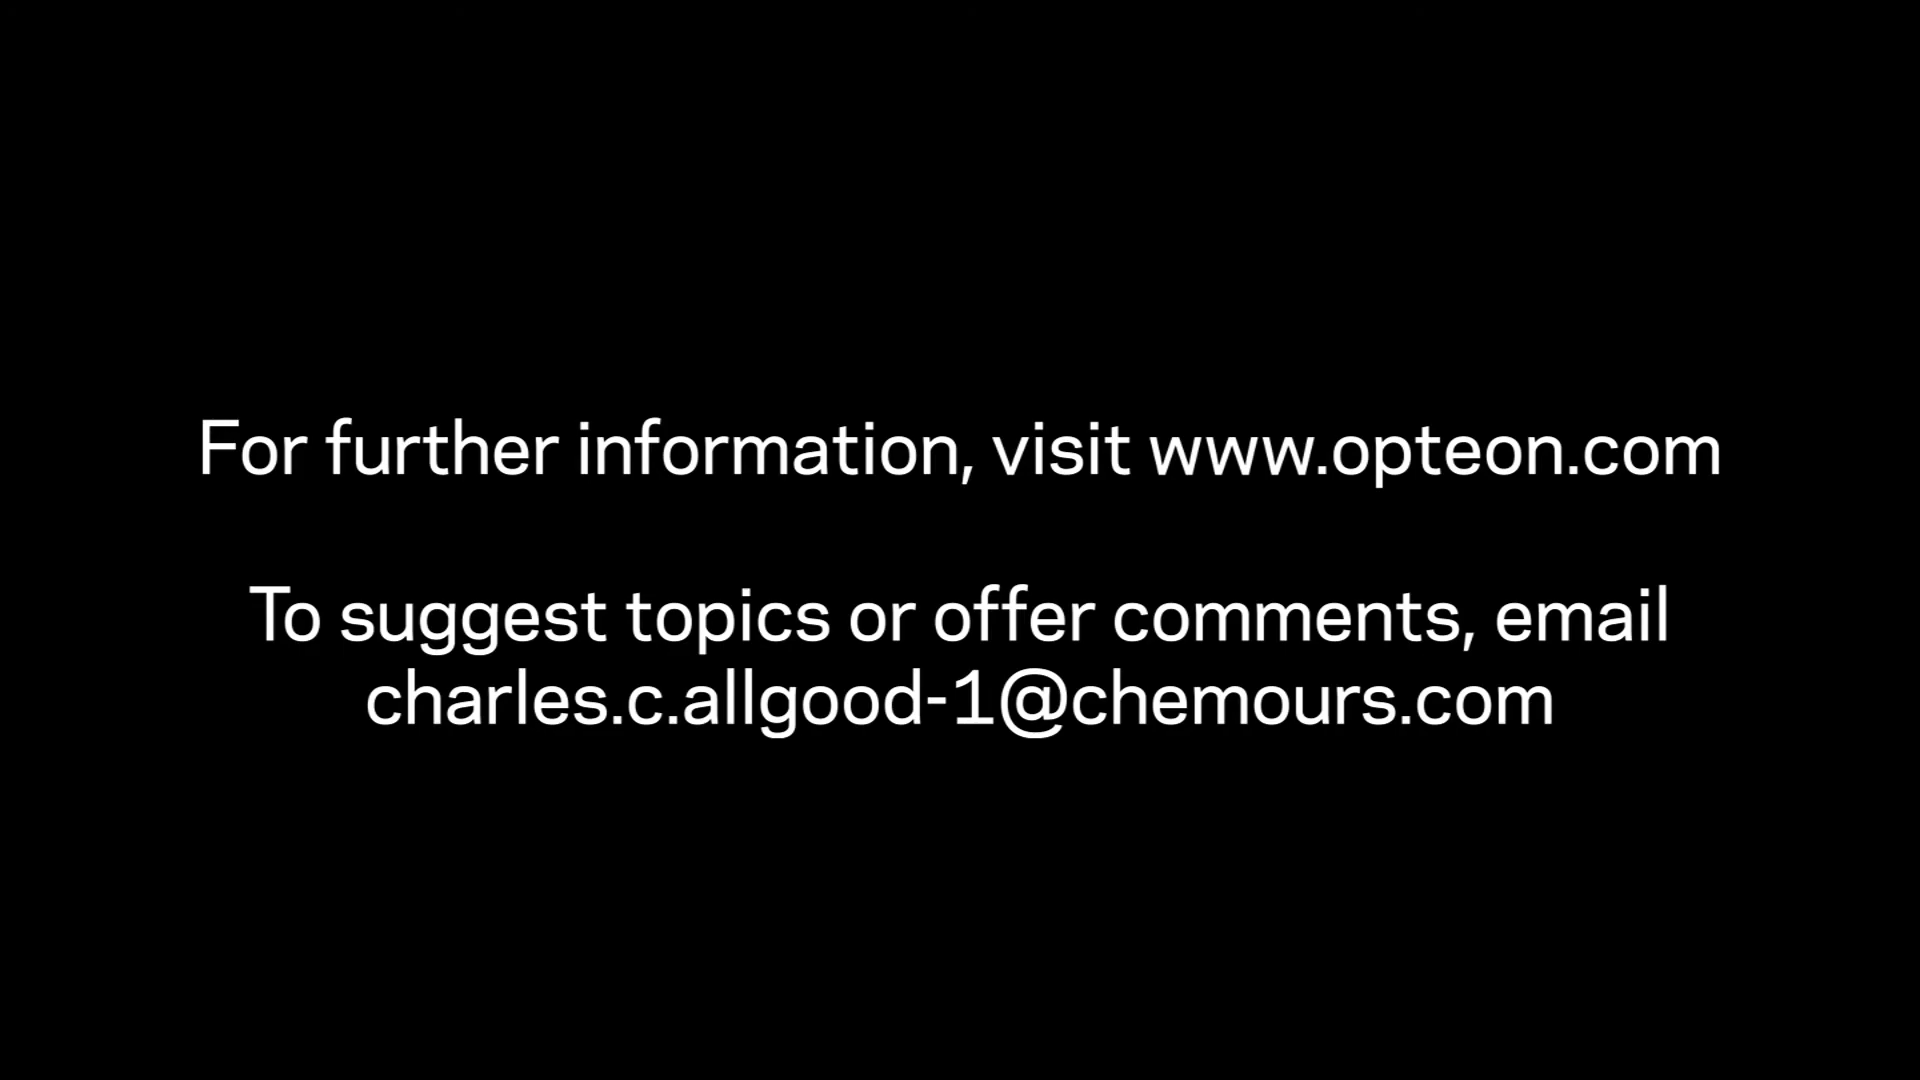 For further information, visit www.opteon.com
To suggest topics or offer comments, email
charles.c.allgood-1@chemours.com